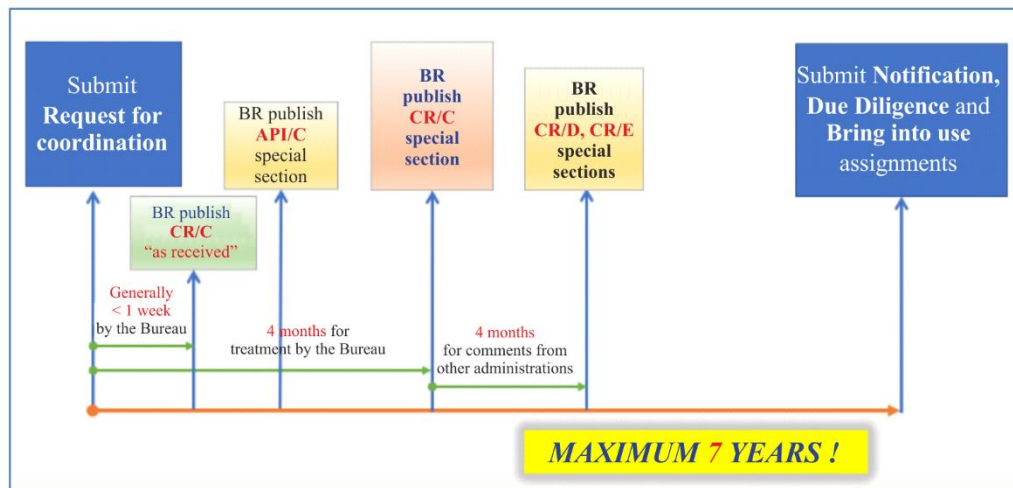 Submit
Request for
coordination
BR publish
CR/C
“as received”
BR publish
API/C
special
section
BR
publish
CR/C
special
section
BR
publish
CR/D, CR/E
special
sections
Submit Notification,
Due Diligence and
Bring into use
assignments
Generally
< 1 week
by the Bureau
4 months for
treatment by the Bureau
4 months
for comments from
other administrations
MAXIMUM 7 YEARS !